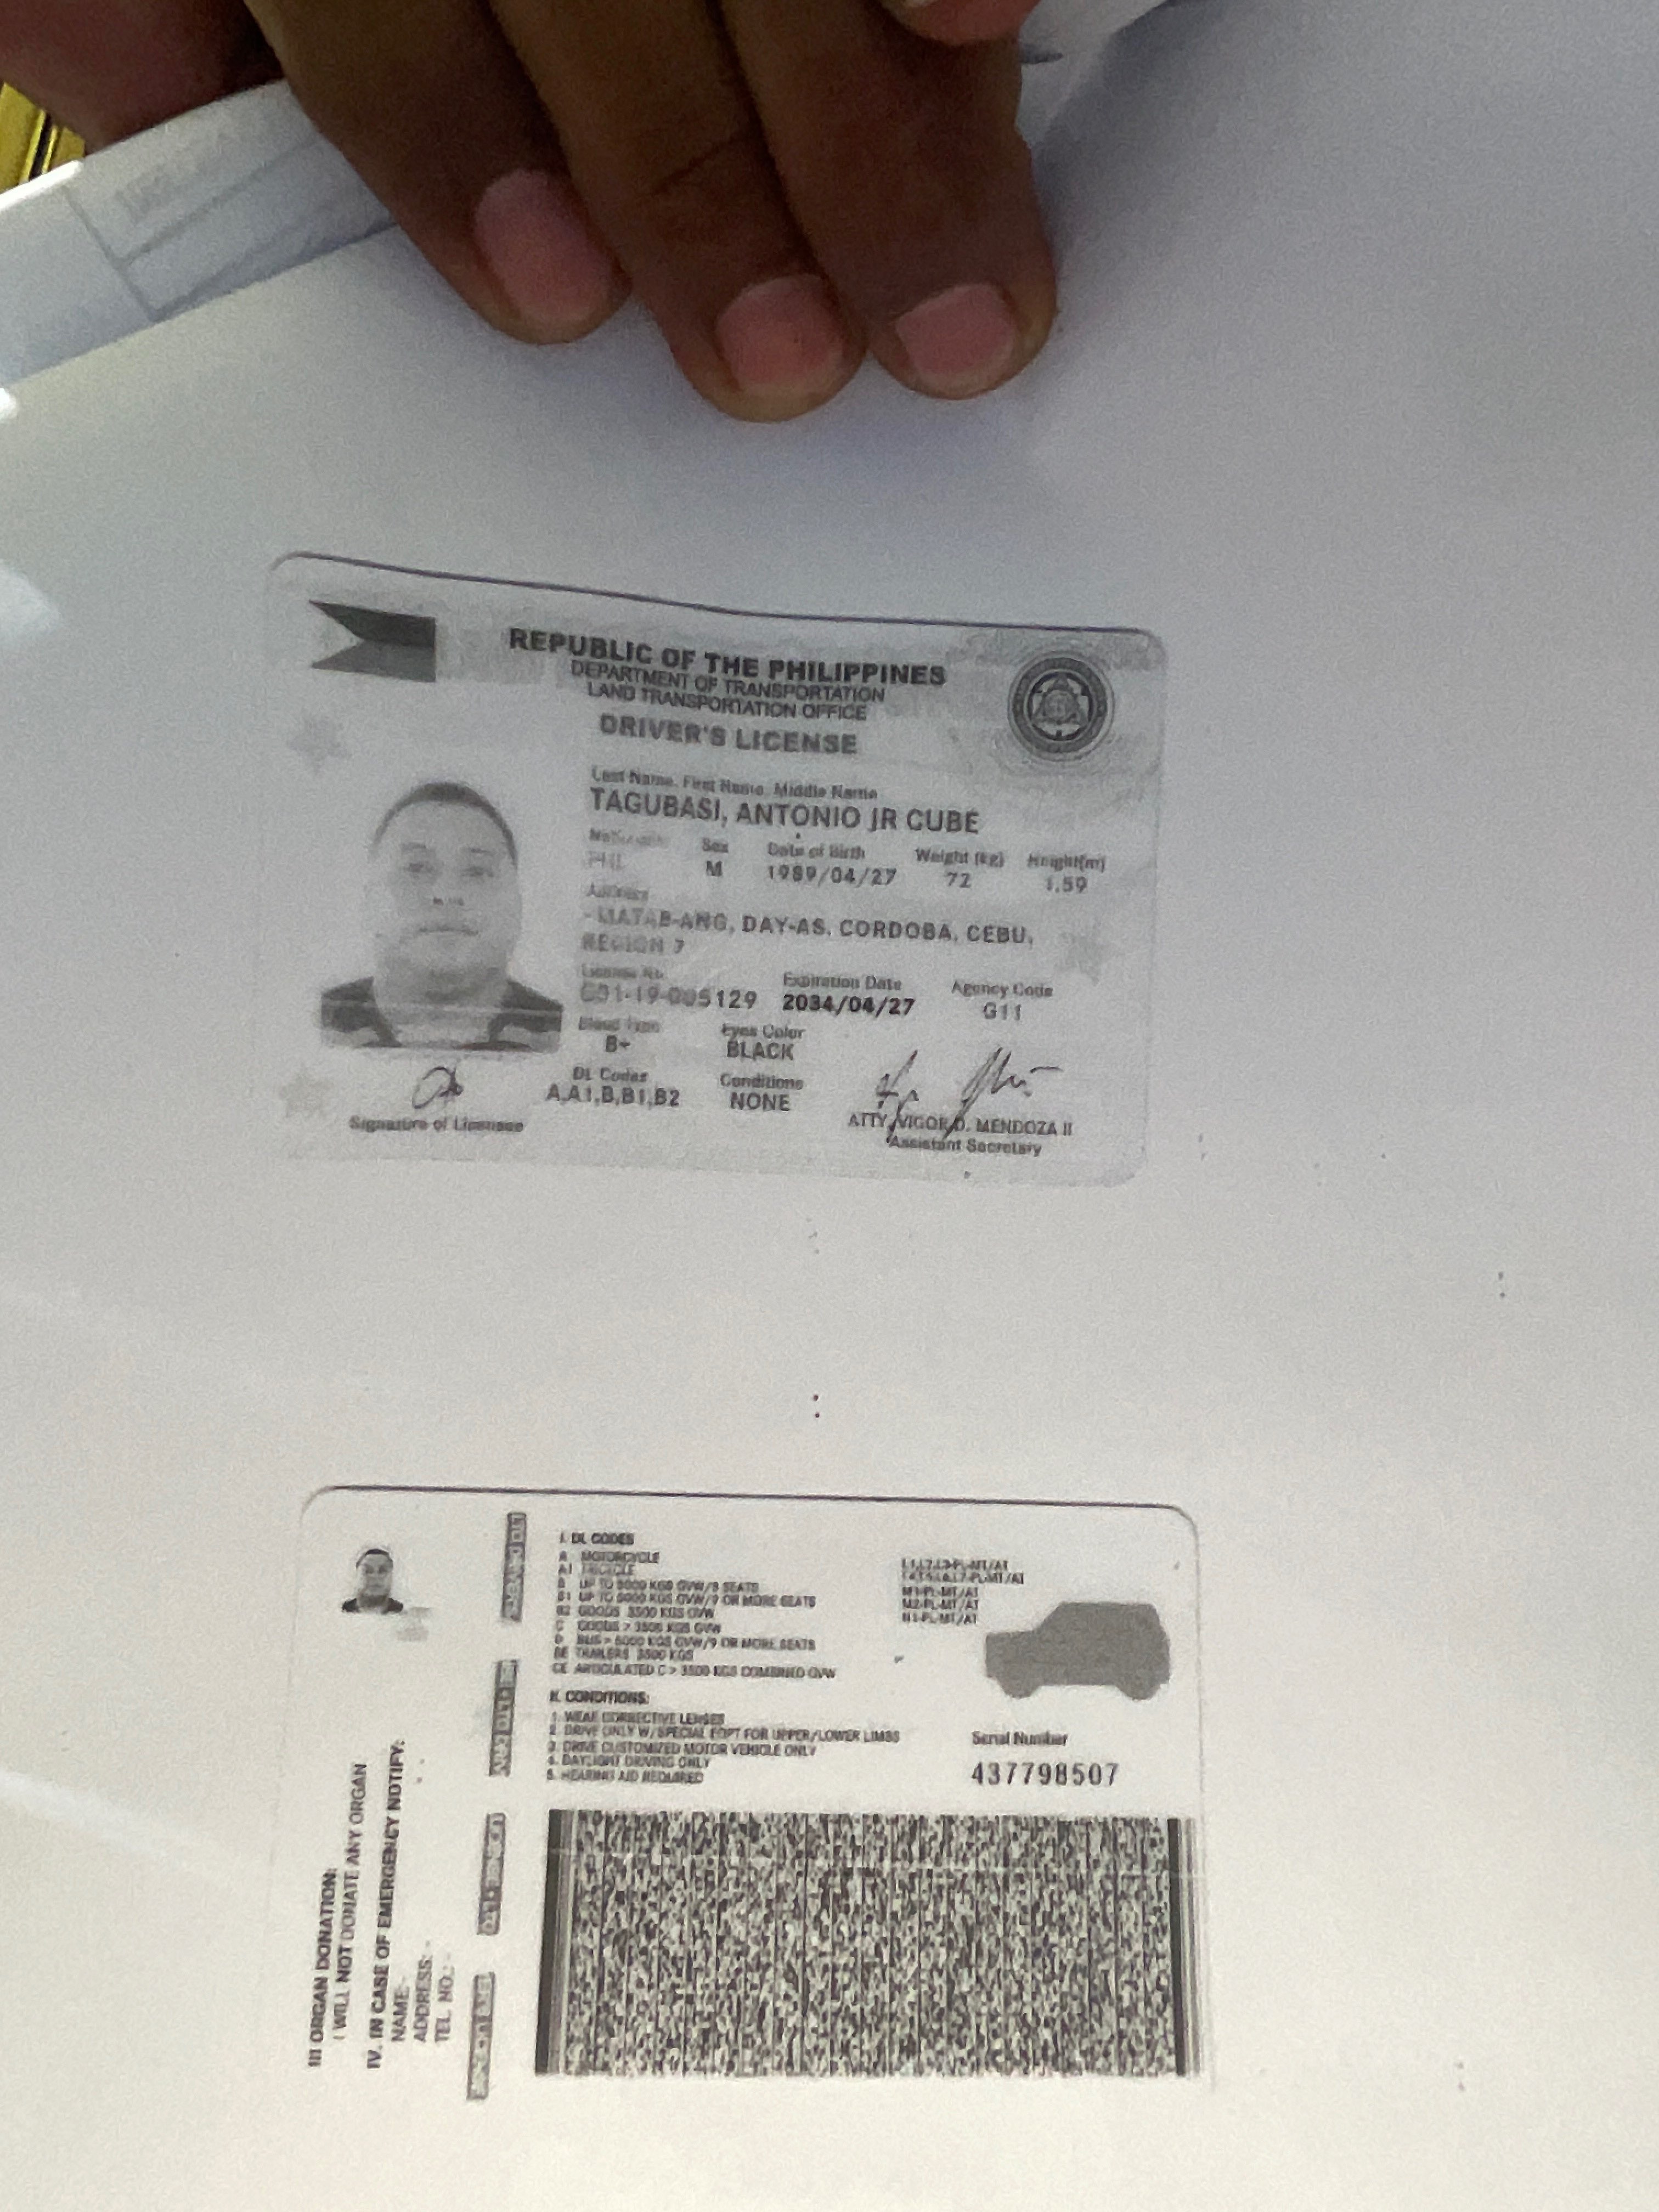 REPUBLIC OF THE PHILIPPINES
DEPARTMENT OF TRANSPORTATION
LAND TRANSPORTATION OFFICE
DRIVER'S LICENSE
Last Name, First Name, Middle Name
TAGUBASI, ANTONIO JR CUBE
Sex Date of Birth Weight (kg) Height(m)
PHL M 1989/04/27 72 1.59
Address
- MATAB-ANG, DAY-AS, CORDOBA, CEBU,
REGION 7
License No. Expiration Date Agency Code
G01-19-005129 2034/04/27 G11
Blood Type Eyes Color
B+ BLACK
DL Codes Conditions
A,A1,B,B1,B2 NONE
Signature of Licensee
ATTY. VIGOR D. MENDOZA II
Assistant Secretary
I. DL CODES
A MOTORCYCLE
A1 TRICYCLE
B UP TO 5000 KGS GVW/8 SEATS
B1 UP TO 5000 KGS GVW/9 OR MORE SEATS
B2 GOODS 3500 KGS GVW
C GOODS > 3500 KGS GVW
D BUS > 5000 KGS GVW/9 OR MORE SEATS
BE TRAILERS 3500 KGS
CE ARTICULATED C > 3500 KGS COMBINED GVW
L1,L2,L3-PL-MT/AT
L4,L5,L6,L7-PL-MT/AT
M1-PL-MT/AT
M2-PL-MT/AT
N1-PL-MT/AT
II. CONDITIONS:
1. WEAR CORRECTIVE LENSES
2. DRIVE ONLY W/SPECIAL EQPT FOR UPPER/LOWER LIMBS
3. DRIVE CUSTOMIZED MOTOR VEHICLE ONLY
4. DAYLIGHT DRIVING ONLY
5. HEARING AID REQUIRED
Serial Number
437798507
III ORGAN DONATION:
I WILL NOT DONATE ANY ORGAN
IV. IN CASE OF EMERGENCY NOTIFY:
NAME:-
ADDRESS: -
TEL. NO.: -